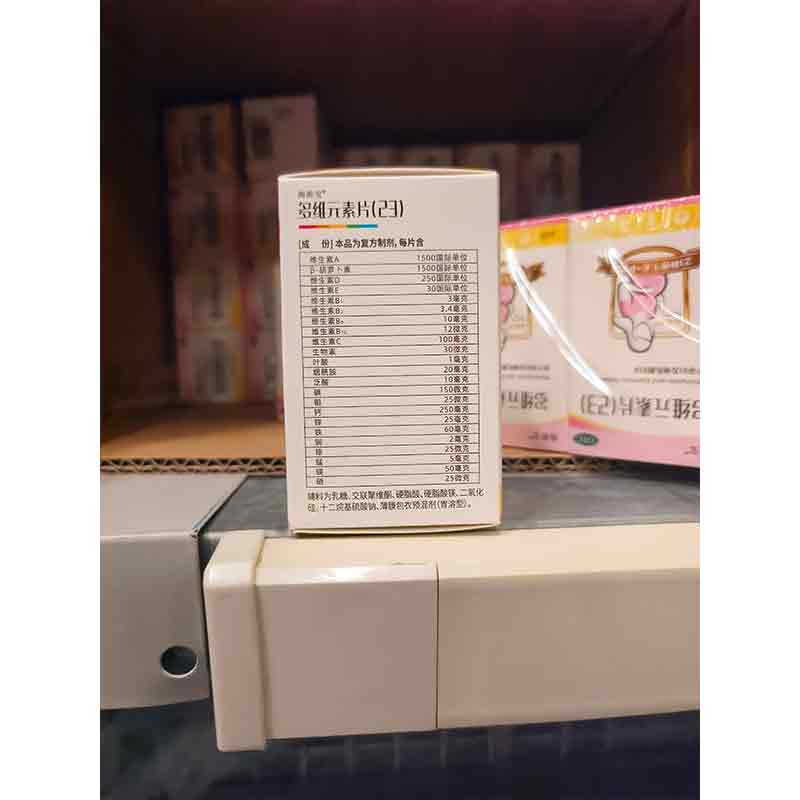 多维元素片(23)
[成 份]本品为复方制剂,每片含
维生素A 1500国际单位
β-胡萝卜素 1500国际单位
维生素D 250国际单位
维生素E 30国际单位
维生素B₁ 3毫克
维生素B₂ 3.4毫克
维生素B₆ 10毫克
维生素B₁₂ 12微克
维生素C 100毫克
生物素 30微克
叶酸 1毫克
烟酰胺 20毫克
泛酸 10毫克
碘 150微克
钼 25微克
钙 250毫克
锌 25毫克
铁 60毫克
铜 2毫克
铬 25微克
锰 5毫克
镁 50毫克
硒 25微克
辅料为乳糖、交联聚维酮、硬脂酸、硬脂酸镁、二氧化
硅、十二烷基硫酸钠、薄膜包衣预混剂(胃溶型)。
多维元素片(23)
OTC